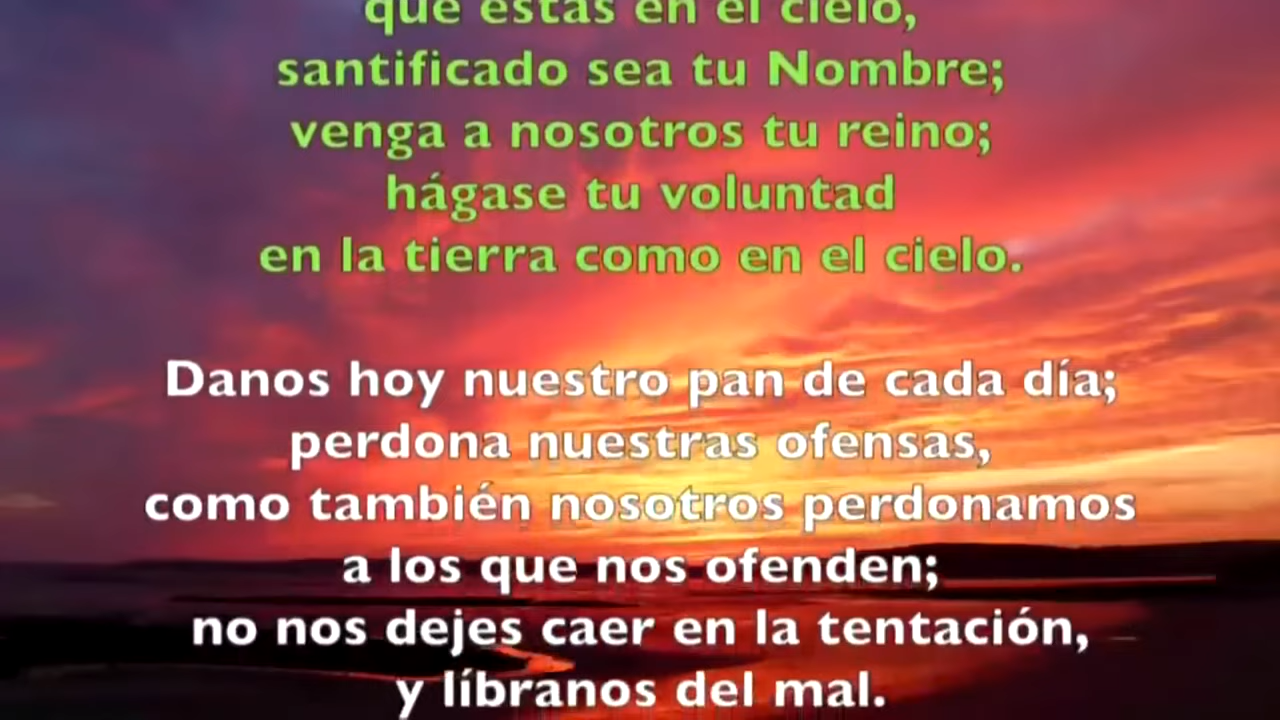 que estás en el cielo,
santificado sea tu Nombre;
venga a nosotros tu reino;
hágase tu voluntad
en la tierra como en el cielo.
Danos hoy nuestro pan de cada día;
perdona nuestras ofensas,
como también nosotros perdonamos
a los que nos ofenden;
no nos dejes caer en la tentación,
y líbranos del mal.